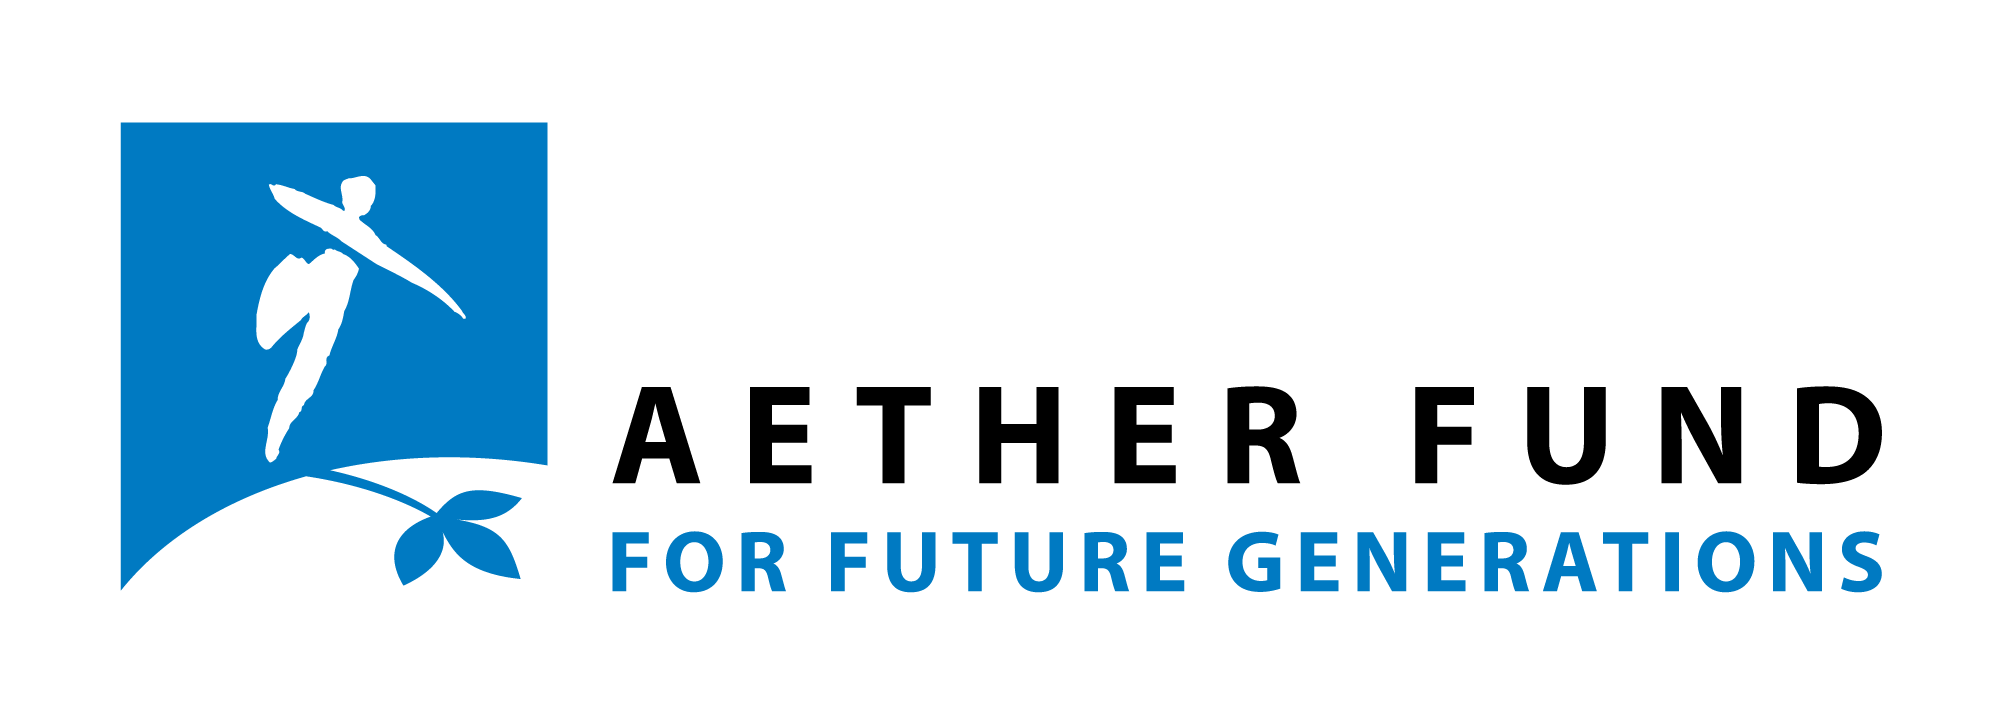 AETHER FUND
FOR FUTURE GENERATIONS